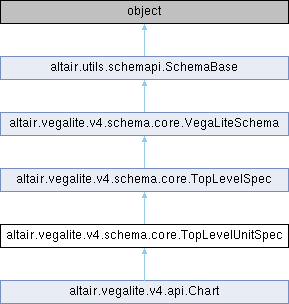 object
altair.utils.schemapi.SchemaBase
altair.vegalite.v4.schema.core.VegaLiteSchema
altair.vegalite.v4.schema.core.TopLevelSpec
altair.vegalite.v4.schema.core.TopLevelUnitSpec
altair.vegalite.v4.api.Chart